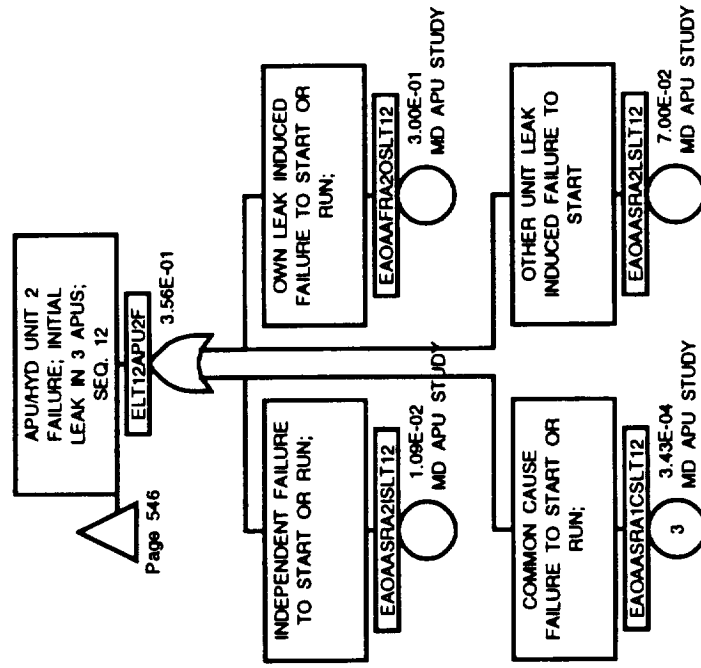 APU/HYD UNIT 2
FAILURE; INITIAL
LEAK IN 3 APUS;
SEQ. 12
ELT12APU2F
3.56E-01
Page 546
INDEPENDENT FAILURE
TO START OR RUN;
EAOAASRA2ISLT12
1.09E-02
MD APU STUDY
OWN LEAK INDUCED
FAILURE TO START OR
RUN;
EAOAAFRA2OSLT12
3.00E-01
MD APU STUDY
COMMON CAUSE
FAILURE TO START OR
RUN;
EAOAASRA1CSLT12
3
3.43E-04
MD APU STUDY
OTHER UNIT LEAK
INDUCED FAILURE TO
START
EAOAASRA2LSLT12
7.00E-02
MD APU STUDY